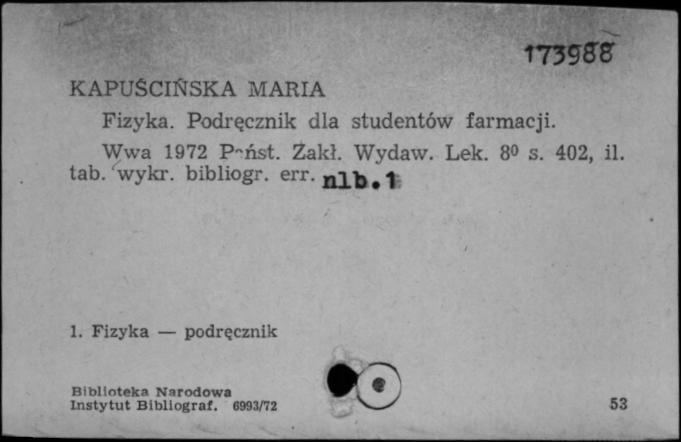 173988
KAPUŚCIŃSKA MARIA
Fizyka. Podręcznik dla studentów farmacji.
Wwa 1972 Państ. Zakł. Wydaw. Lek. 8⁰ s. 402, il.
tab. wykr. bibliogr. err. nlb.1
1. Fizyka — podręcznik
Biblioteka Narodowa
Instytut Bibliograf. 6993/72
53